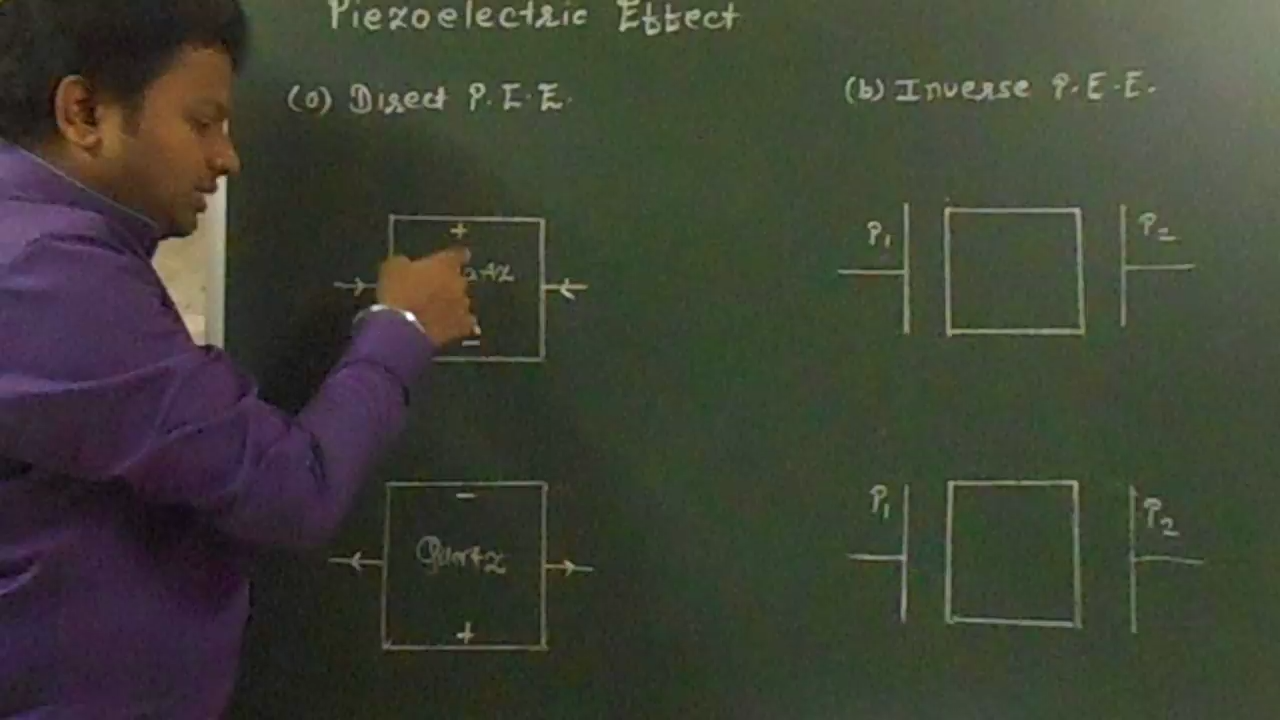 Piezoelectric Effect
(a) Direct P.E.E.
(b) Inverse P.E.E.
+
P1
P2
-
-
P1
P2
Quartz
+